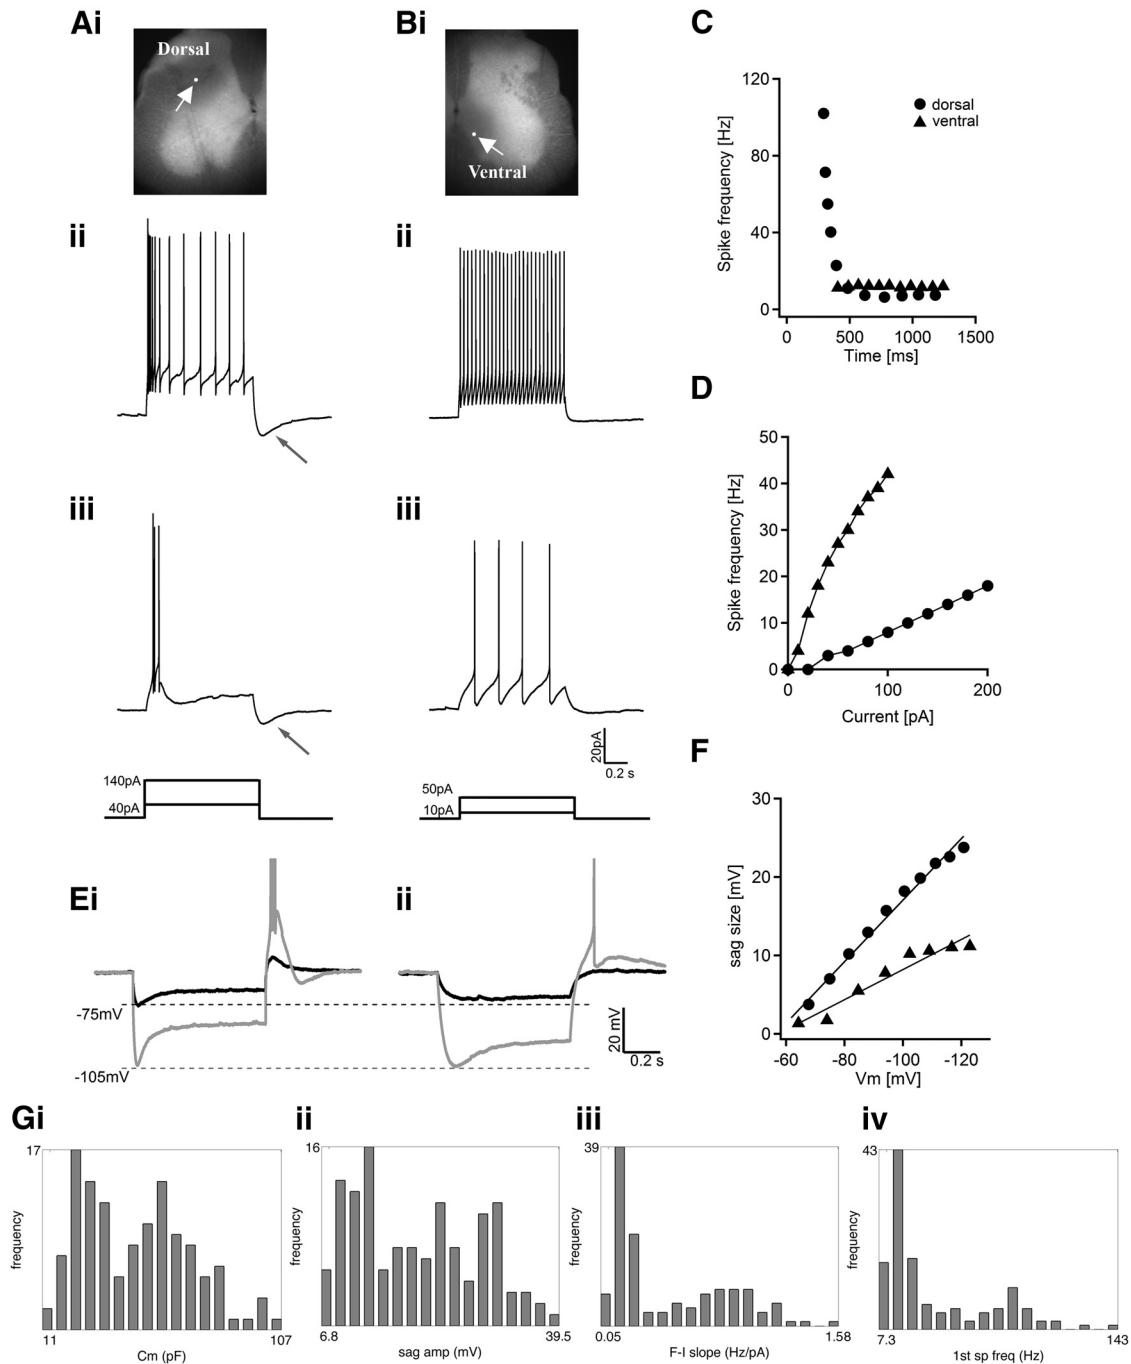 Ai
Bi
C
Dorsal
Ventral
120
80
40
0
Spike frequency [Hz]
dorsal
ventral
0
500
1000
1500
Time [ms]
ii
ii
D
50
40
30
20
10
0
Spike frequency [Hz]
0
100
200
Current [pA]
iii
iii
20pA
0.2 s
140pA
40pA
50pA
10pA
F
30
20
10
0
sag size [mV]
-60
-80
-100
-120
Vm [mV]
Ei
ii
-75mV
-105mV
20 mV
0.2 s
Gi
ii
iii
iv
17
frequency
11
107
Cm (pF)
16
frequency
6.8
39.5
sag amp (mV)
39
frequency
0.05
1.58
F-I slope (Hz/pA)
43
frequency
7.3
143
1st sp freq (Hz)